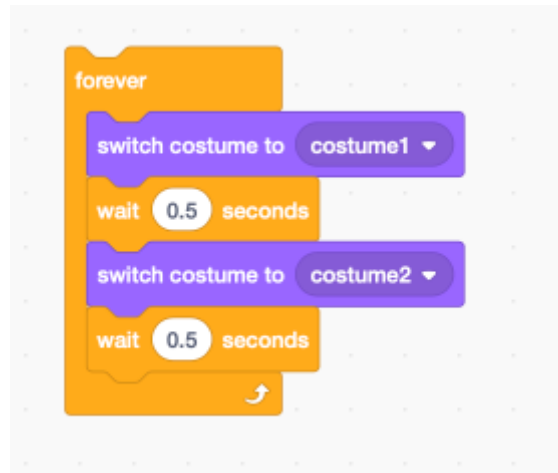 forever
switch costume to costume1
wait 0.5 seconds
switch costume to costume2
wait 0.5 seconds